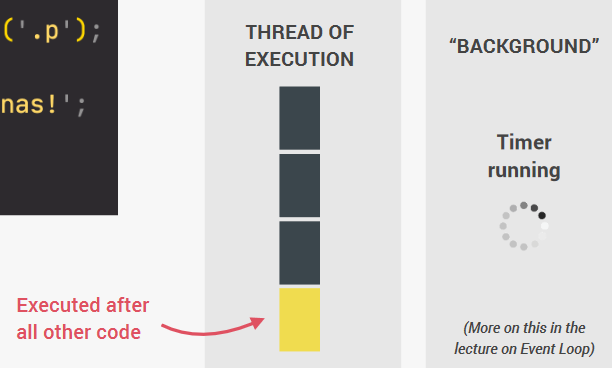 ('.p');
nas!';
THREAD OF
EXECUTION
“BACKGROUND”
Timer
running
Executed after
all other code
(More on this in the
lecture on Event Loop)